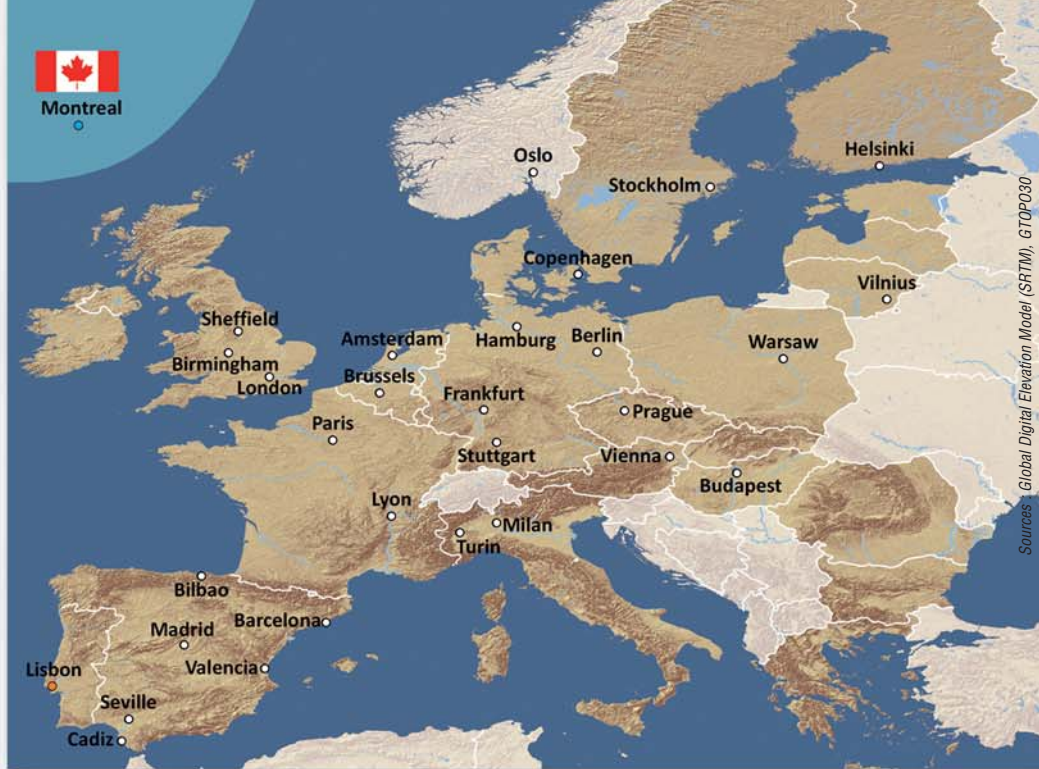 Montreal
Oslo
Helsinki
Stockholm
Copenhagen
Vilnius
Sheffield
Amsterdam
Hamburg
Berlin
Warsaw
Birmingham
London
Brussels
Frankfurt
Prague
Paris
Stuttgart
Vienna
Budapest
Lyon
Milan
Turin
Bilbao
Barcelona
Madrid
Valencia
Lisbon
Seville
Cadiz
Sources : Global Digital Elevation Model (SRTM), GTOPO30